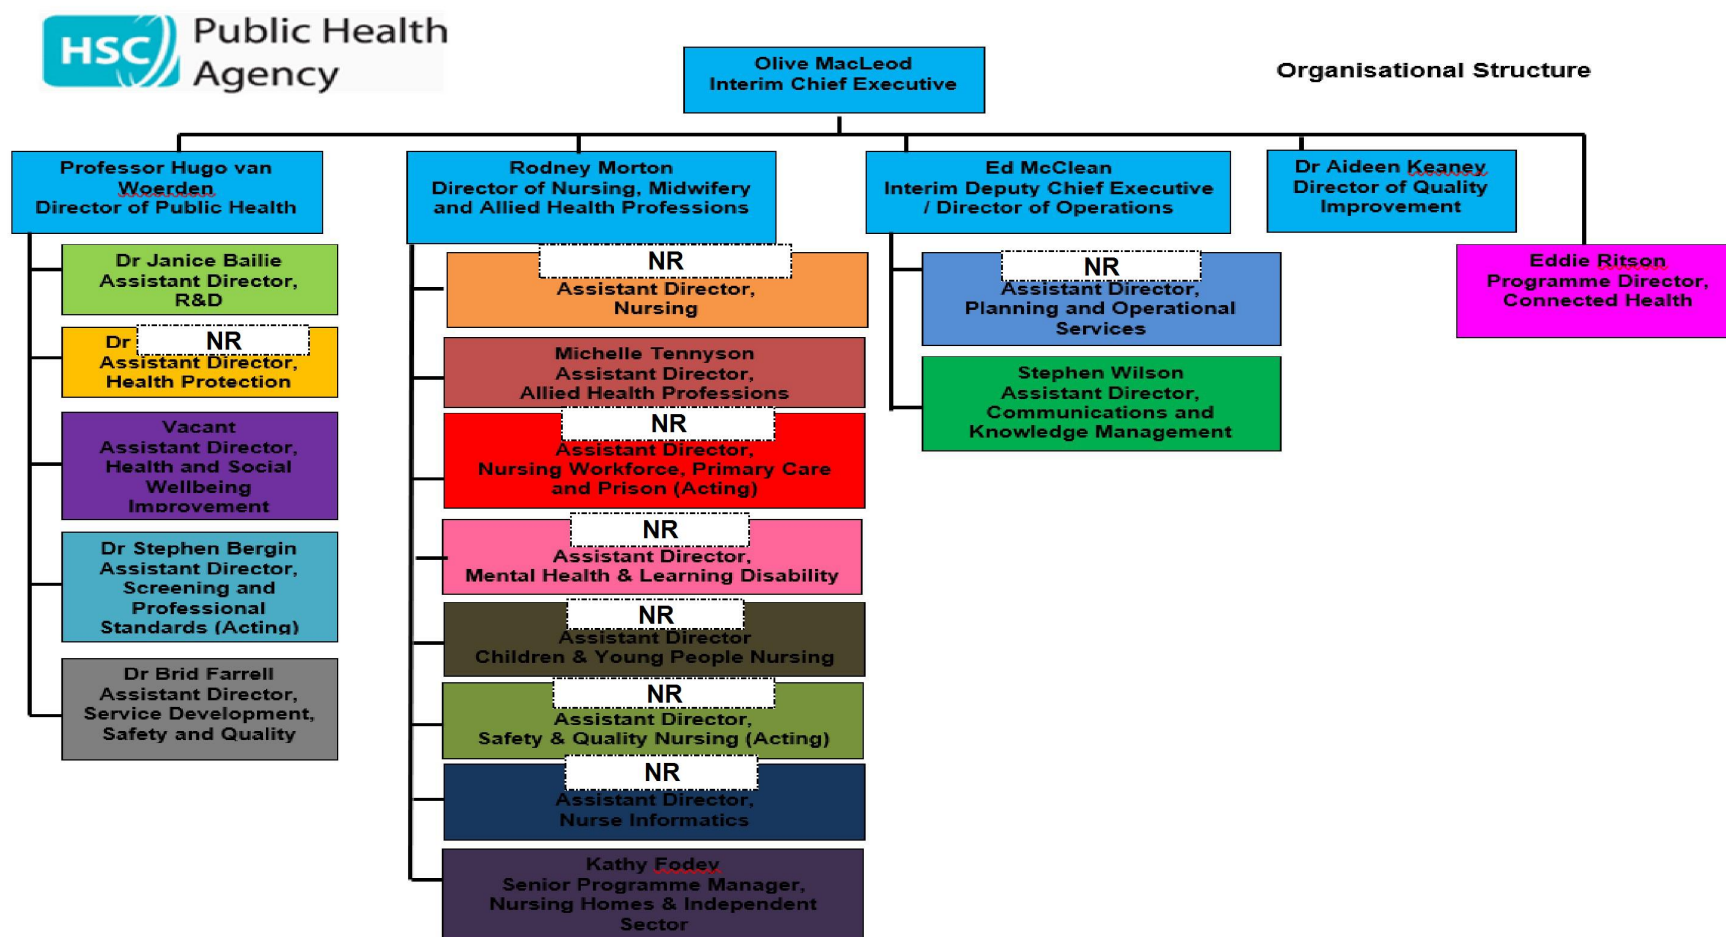 HSC
Public Health
Agency
Organisational Structure
Olive MacLeod
Interim Chief Executive
Professor Hugo van
Woerden
Director of Public Health
Dr Janice Bailie
Assistant Director,
R&D
Dr NR
Assistant Director,
Health Protection
Vacant
Assistant Director,
Health and Social
Wellbeing
Improvement
Dr Stephen Bergin
Assistant Director,
Screening and
Professional
Standards (Acting)
Dr Brid Farrell
Assistant Director,
Service Development,
Safety and Quality
Rodney Morton
Director of Nursing, Midwifery
and Allied Health Professions
NR
Assistant Director,
Nursing
Michelle Tennyson
Assistant Director,
Allied Health Professions
NR
Assistant Director,
Nursing Workforce, Primary Care
and Prison (Acting)
NR
Assistant Director,
Mental Health & Learning Disability
NR
Assistant Director
Children & Young People Nursing
NR
Assistant Director,
Safety & Quality Nursing (Acting)
NR
Assistant Director,
Nurse Informatics
Kathy Fodey
Senior Programme Manager,
Nursing Homes & Independent
Sector
Ed McClean
Interim Deputy Chief Executive
/ Director of Operations
NR
Assistant Director,
Planning and Operational
Services
Stephen Wilson
Assistant Director,
Communications and
Knowledge Management
Dr Aideen Keaney
Director of Quality
Improvement
Eddie Ritson
Programme Director,
Connected Health